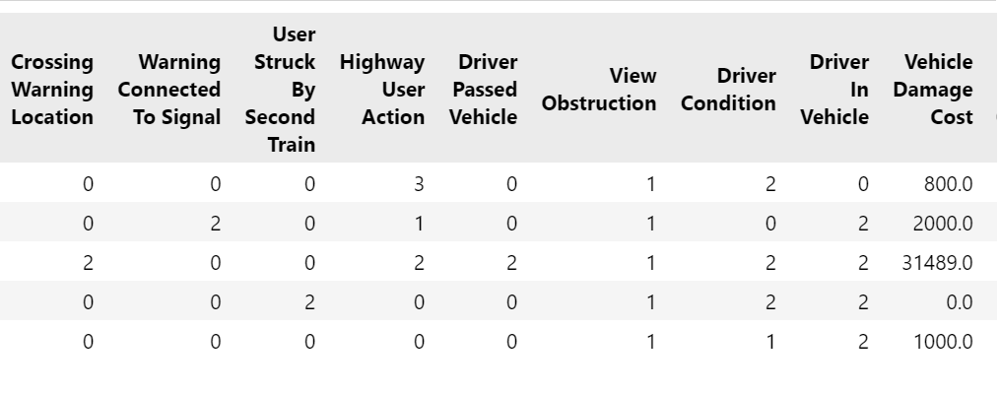 Crossing Warning Location | Warning Connected To Signal | User Struck By Second Train | Highway User Action | Driver Passed Vehicle | View Obstruction | Driver Condition | Driver In Vehicle | Vehicle Damage Cost
0 | 0 | 0 | 3 | 0 | 1 | 2 | 0 | 800.0
0 | 2 | 0 | 1 | 0 | 1 | 0 | 2 | 2000.0
2 | 0 | 0 | 2 | 2 | 1 | 2 | 2 | 31489.0
0 | 0 | 2 | 0 | 0 | 1 | 2 | 2 | 0.0
0 | 0 | 0 | 0 | 0 | 1 | 1 | 2 | 1000.0